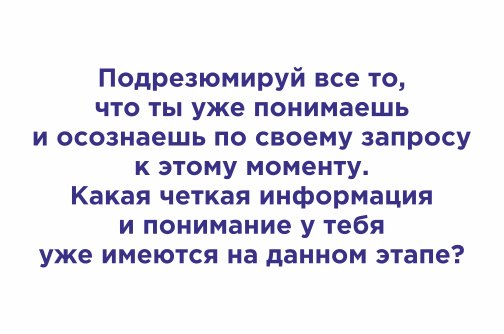 Подрезюмируй все то,
что ты уже понимаешь
и осознаешь по своему запросу
к этому моменту.
Какая четкая информация
и понимание у тебя
уже имеются на данном этапе?